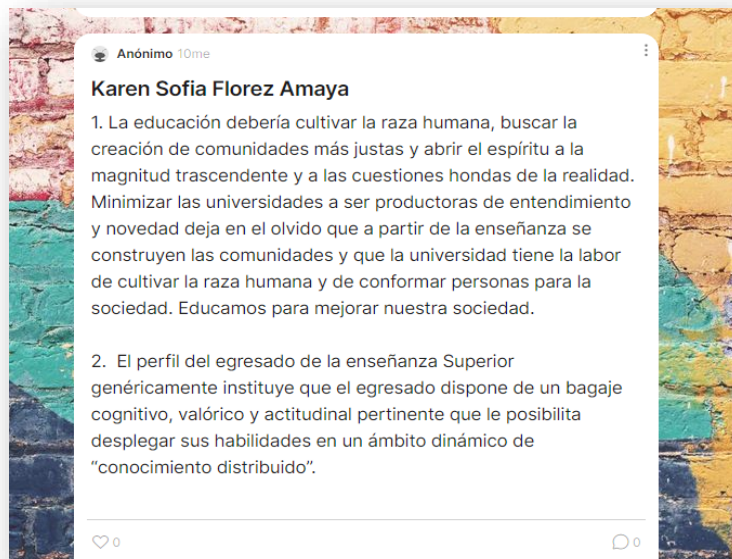 Anónimo 10me
Karen Sofia Florez Amaya
1. La educación debería cultivar la raza humana, buscar la
creación de comunidades más justas y abrir el espíritu a la
magnitud trascendente y a las cuestiones hondas de la realidad.
Minimizar las universidades a ser productoras de entendimiento
y novedad deja en el olvido que a partir de la enseñanza se
construyen las comunidades y que la universidad tiene la labor
de cultivar la raza humana y de conformar personas para la
sociedad. Educamos para mejorar nuestra sociedad.
2. El perfil del egresado de la enseñanza Superior
genéricamente instituye que el egresado dispone de un bagaje
cognitivo, valórico y actitudinal pertinente que le posibilita
desplegar sus habilidades en un ámbito dinámico de
“conocimiento distribuido”.
0 0